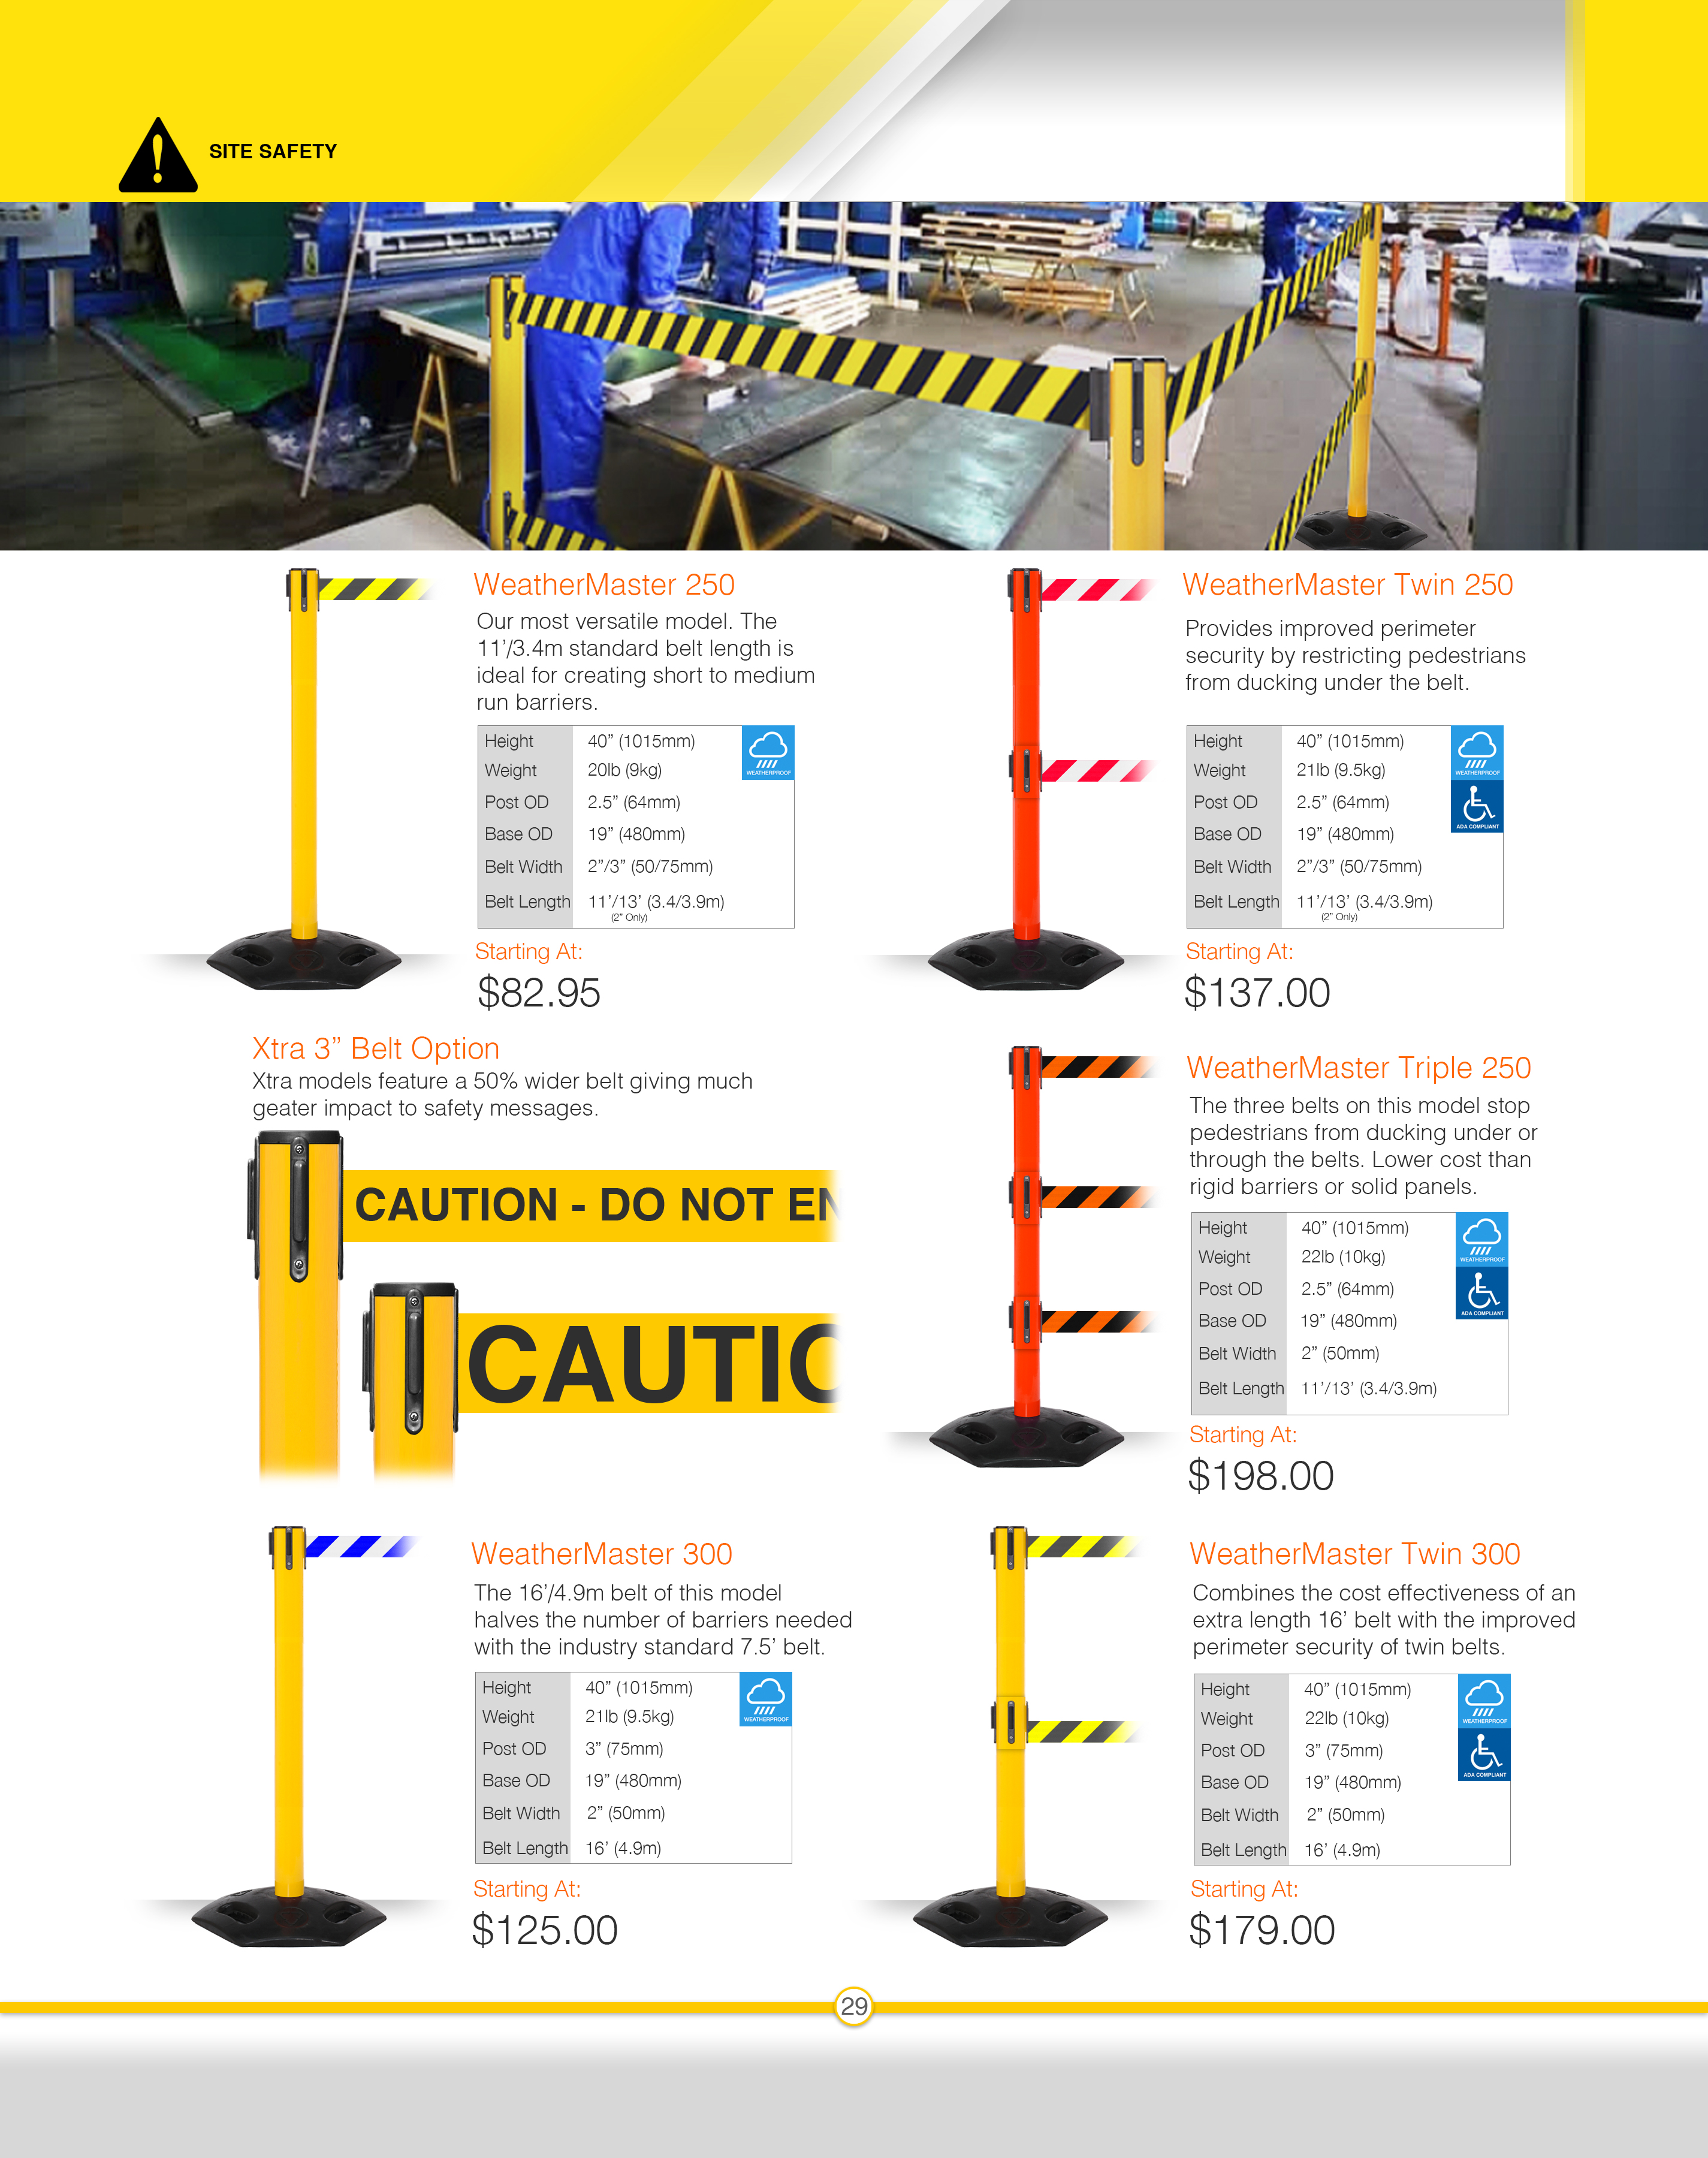 SITE SAFETY
WeatherMaster 250
Our most versatile model. The
11’/3.4m standard belt length is
ideal for creating short to medium
run barriers.
Height 40” (1015mm)
WEATHERPROOF
Weight 20lb (9kg)
Post OD 2.5” (64mm)
Base OD 19” (480mm)
Belt Width 2”/3” (50/75mm)
Belt Length 11’/13’ (3.4/3.9m)
(2” Only)
Starting At:
$82.95
WeatherMaster Twin 250
Provides improved perimeter
security by restricting pedestrians
from ducking under the belt.
Height 40” (1015mm)
WEATHERPROOF
Weight 21lb (9.5kg)
Post OD 2.5” (64mm)
ADA COMPLIANT
Base OD 19” (480mm)
Belt Width 2”/3” (50/75mm)
Belt Length 11’/13’ (3.4/3.9m)
(2” Only)
Starting At:
$137.00
Xtra 3” Belt Option
Xtra models feature a 50% wider belt giving much
geater impact to safety messages.
CAUTION - DO NOT EN
CAUTIO
WeatherMaster Triple 250
The three belts on this model stop
pedestrians from ducking under or
through the belts. Lower cost than
rigid barriers or solid panels.
Height 40” (1015mm)
WEATHERPROOF
Weight 22lb (10kg)
Post OD 2.5” (64mm)
ADA COMPLIANT
Base OD 19” (480mm)
Belt Width 2” (50mm)
Belt Length 11’/13’ (3.4/3.9m)
Starting At:
$198.00
WeatherMaster 300
The 16’/4.9m belt of this model
halves the number of barriers needed
with the industry standard 7.5’ belt.
Height 40” (1015mm)
WEATHERPROOF
Weight 21lb (9.5kg)
Post OD 3” (75mm)
Base OD 19” (480mm)
Belt Width 2” (50mm)
Belt Length 16’ (4.9m)
Starting At:
$125.00
WeatherMaster Twin 300
Combines the cost effectiveness of an
extra length 16’ belt with the improved
perimeter security of twin belts.
Height 40” (1015mm)
WEATHERPROOF
Weight 22lb (10kg)
Post OD 3” (75mm)
ADA COMPLIANT
Base OD 19” (480mm)
Belt Width 2” (50mm)
Belt Length 16’ (4.9m)
Starting At:
$179.00
29